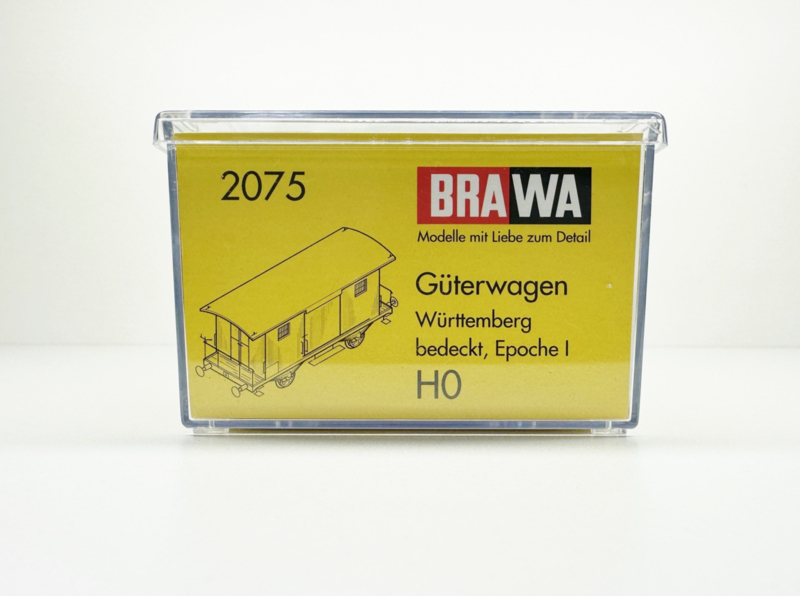 2075
BRAWA
Modelle mit Liebe zum Detail
Güterwagen
Württemberg
bedeckt, Epoche I
H0